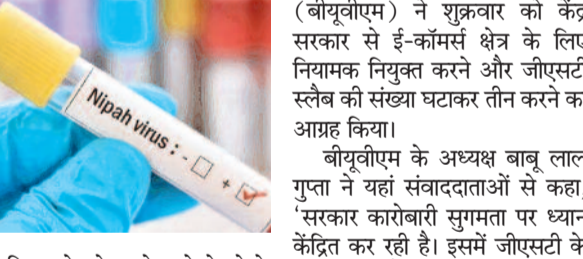 Nipah virus : - +
(बीयूवीएम) ने शुक्रवार को
सरकार से ई-कॉमर्स क्षेत्र के लिए
नियामक नियुक्त करने और जीएसटी
स्लैब की संख्या घटाकर तीन करने का
आग्रह किया।
बीयूवीएम के अध्यक्ष बाबू लाल
गुप्ता ने यहां संवाददाताओं से कहा,
‘सरकार कारोबारी सुगमता पर ध्यान
केंद्रित कर रही है। इसमें जीएसटी के